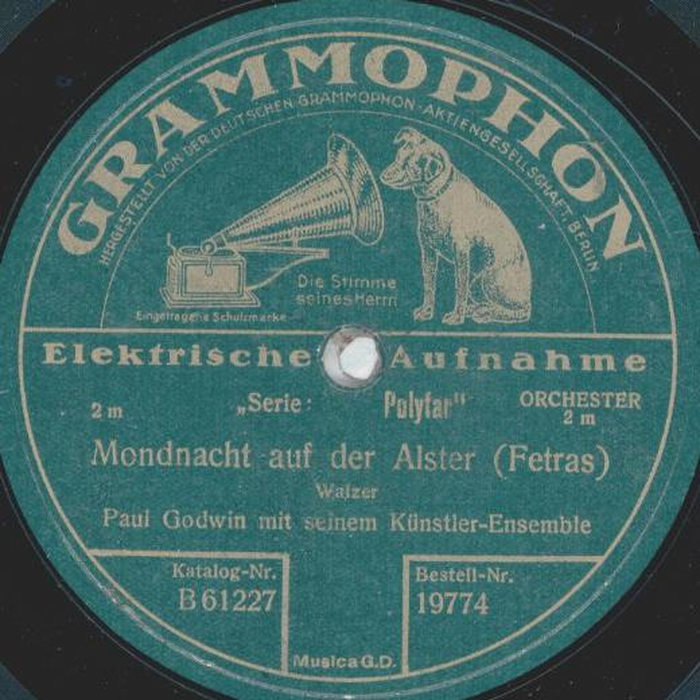 GRAMMOPHON
HERGESTELLT VON DER DEUTSCHEN GRAMMOPHON-AKTIENGESELLSCHAFT, BERLIN
Die Stimme
seines Herrn
Eingetragene Schutzmarke
Elektrische Aufnahme
2 m „Serie: Polyfar" ORCHESTER
2 m
Mondnacht auf der Alster (Fetras)
Walzer
Paul Godwin mit seinem Künstler-Ensemble
Katalog-Nr. Bestell-Nr.
B 61227 19774
Musica G.D.